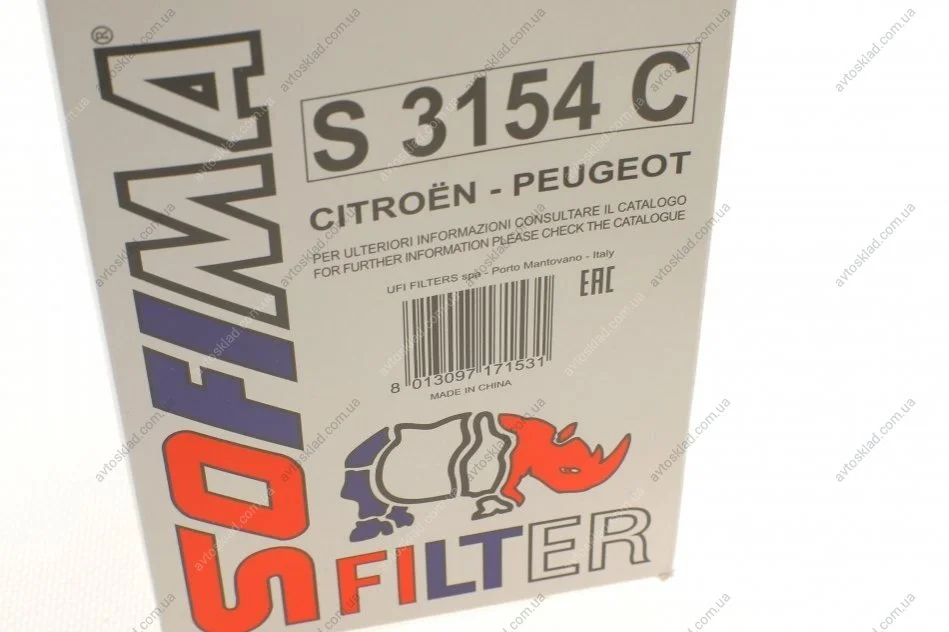 SOFIMA®
S 3154 C
CITROËN - PEUGEOT
PER ULTERIORI INFORMAZIONI CONSULTARE IL CATALOGO
FOR FURTHER INFORMATION PLEASE CHECK THE CATALOGUE
UFI FILTERS spa - Porto Mantovano - Italy
EAC
8 013097 171531
MADE IN CHINA
FILTER
avtosklad.com.ua